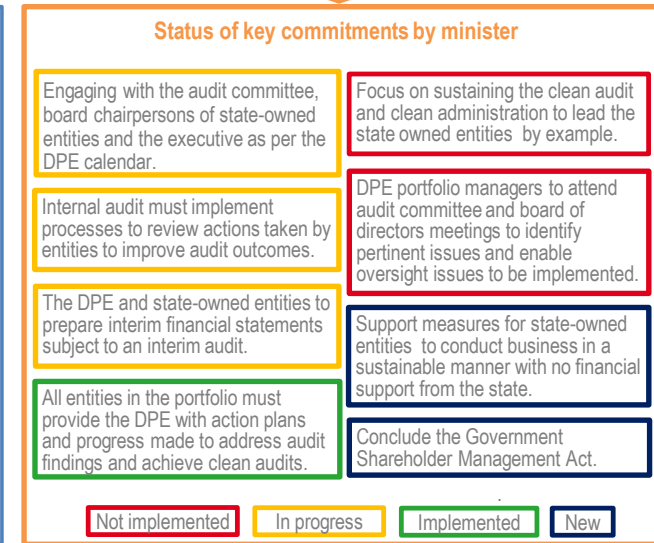 Status of key commitments by minister
Engaging with the audit committee,
board chairpersons of state-owned
entities and the executive as per the
DPE calendar.
Internal audit must implement
processes to review actions taken by
entities to improve audit outcomes.
The DPE and state-owned entities to
prepare interim financial statements
subject to an interim audit.
All entities in the portfolio must
provide the DPE with action plans
and progress made to address audit
findings and achieve clean audits.
Focus on sustaining the clean audit
and clean administration to lead the
state owned entities by example.
DPE portfolio managers to attend
audit committee and board of
directors meetings to identify
pertinent issues and enable
oversight issues to be implemented.
Support measures for state-owned
entities to conduct business in a
sustainable manner with no financial
support from the state.
Conclude the Government
Shareholder Management Act.
.
Not implemented
In progress
Implemented
New